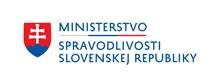 MINISTERSTVO
SPRAVODLIVOSTI
SLOVENSKEJ REPUBLIKY